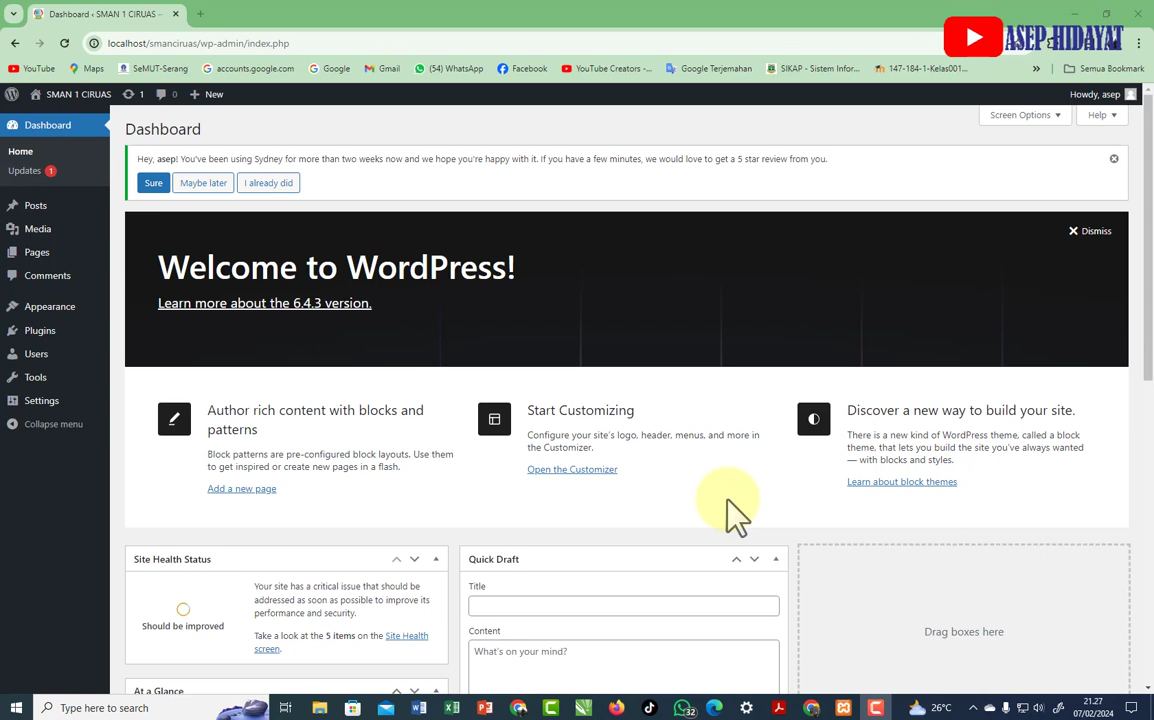 Dashboard ‹ SMAN 1 CIRUAS —
ASEP HIDAYAT
localhost/smanciruas/wp-admin/index.php
YouTube
Maps
SeMUT-Serang
accounts.google.com
Google
Gmail
(54) WhatsApp
Facebook
YouTube Creators -...
Google Terjemahan
SIKAP - Sistem Infor...
147-184-1-Kelas001...
»
Semua Bookmark
SMAN 1 CIRUAS
1
0
+ New
Howdy, asep
Dashboard
Home
Updates 1
Posts
Media
Pages
Comments
Appearance
Plugins
Users
Tools
Settings
Collapse menu
Screen Options
Help
Dashboard
Hey, asep! You've been using Sydney for more than two weeks now and we hope you're happy with it. If you have a few minutes, we would love to get a 5 star review from you.
Sure
Maybe later
I already did
Dismiss
Welcome to WordPress!
Learn more about the 6.4.3 version.
Author rich content with blocks and
patterns
Block patterns are pre-configured block layouts. Use them
to get inspired or create new pages in a flash.
Add a new page
Start Customizing
Configure your site's logo, header, menus, and more in
the Customizer.
Open the Customizer
Discover a new way to build your site.
There is a new kind of WordPress theme, called a block
theme, that lets you build the site you've always wanted
— with blocks and styles.
Learn about block themes
Site Health Status
Should be improved
Your site has a critical issue that should be
addressed as soon as possible to improve its
performance and security.
Take a look at the 5 items on the Site Health
screen.
At a Glance
Quick Draft
Title
Content
What's on your mind?
Drag boxes here
Type here to search
32
26°C
21.27
07/02/2024